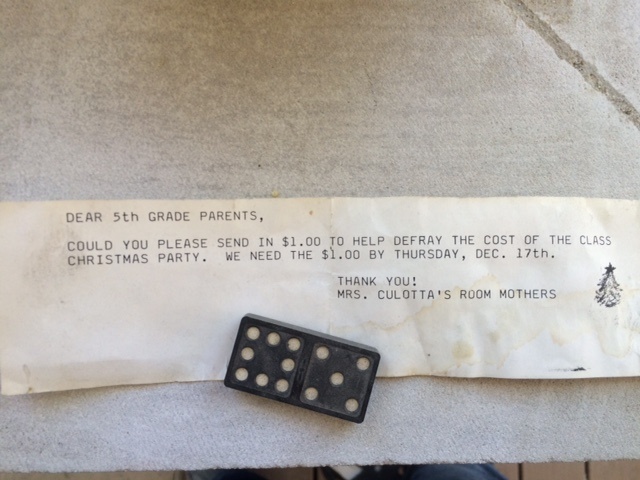 DEAR 5th GRADE PARENTS,
COULD YOU PLEASE SEND IN $1.00 TO HELP DEFRAY THE COST OF THE CLASS
CHRISTMAS PARTY. WE NEED THE $1.00 BY THURSDAY, DEC. 17th.
THANK YOU!
MRS. CULOTTA'S ROOM MOTHERS